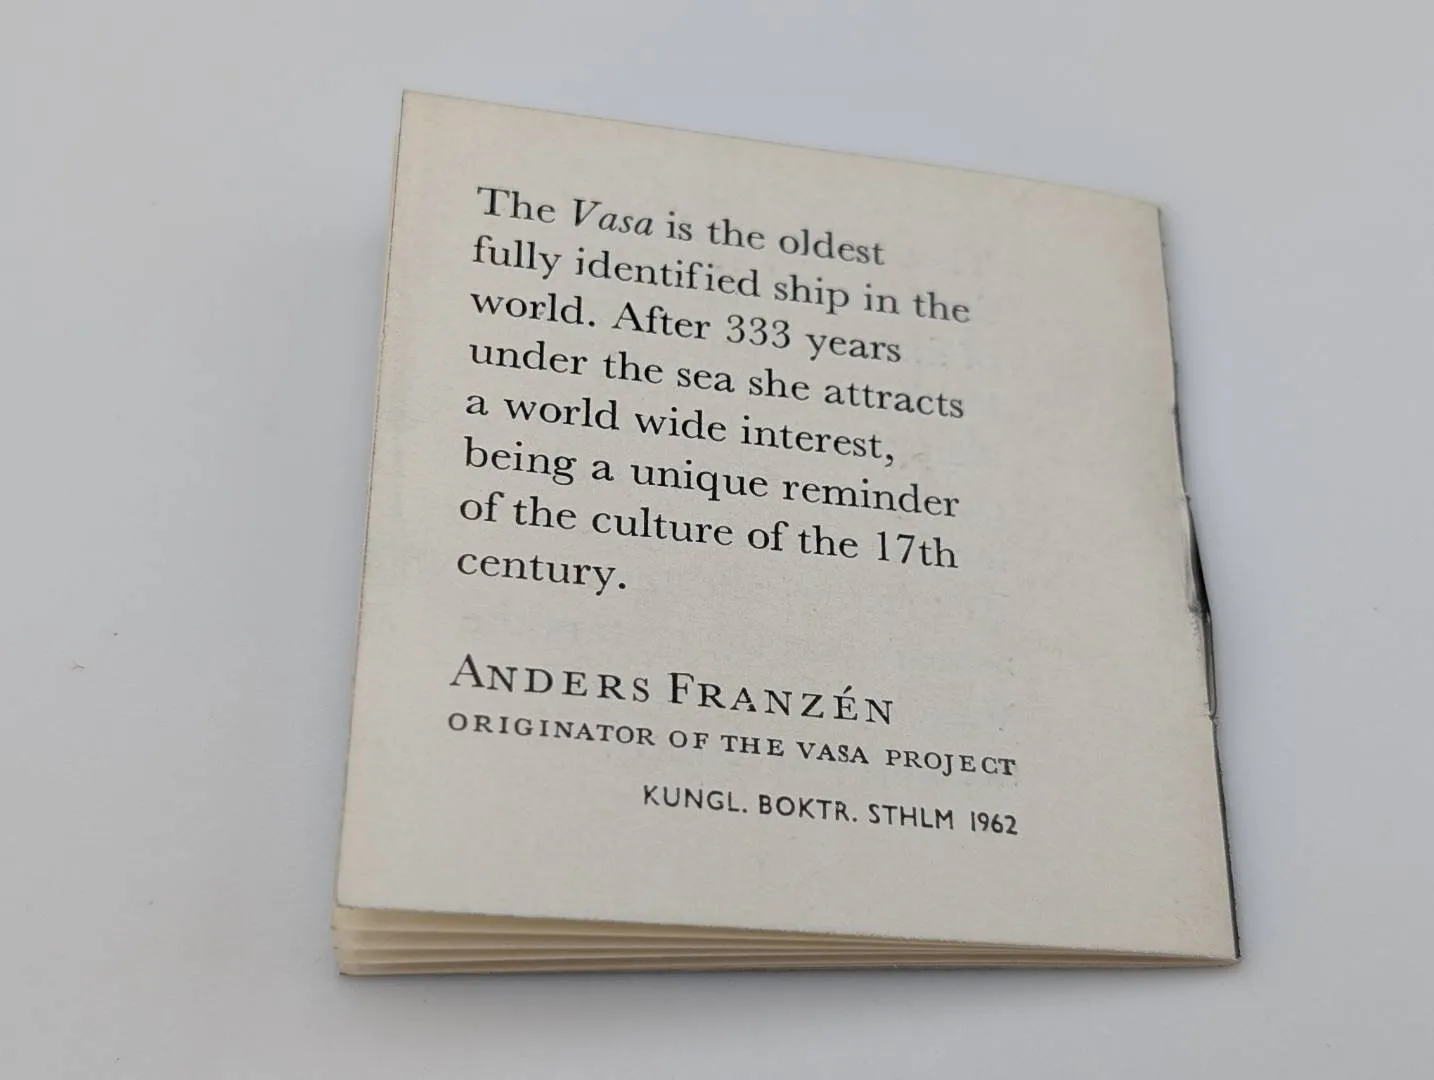 The Vasa is the oldest
fully identified ship in the
world. After 333 years
under the sea she attracts
a world wide interest,
being a unique reminder
of the culture of the 17th
century.
ANDERS FRANZÉN
ORIGINATOR OF THE VASA PROJECT
KUNGL. BOKTR. STHLM 1962